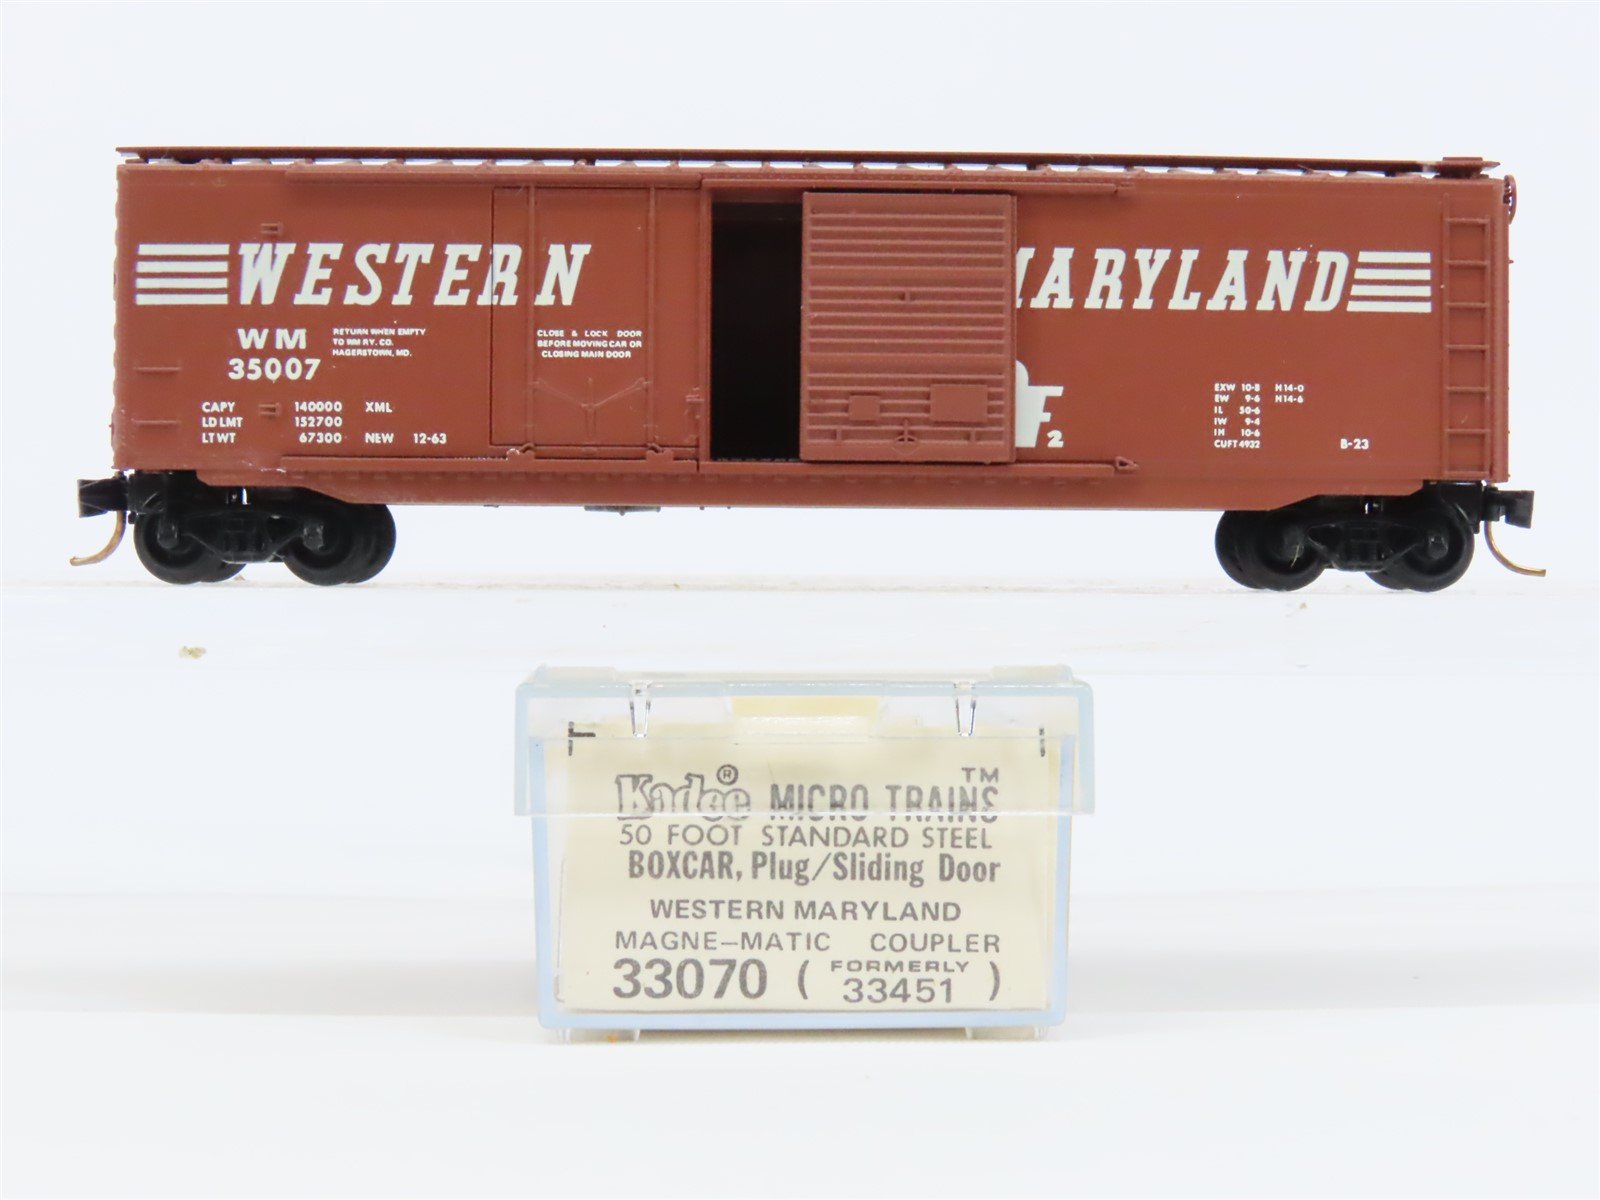 WESTERN MARYLAND
WM
35007
RETURN WHEN EMPTY
TO WM RY. CO.
HAGERSTOWN, MD.
CAPY 140000 XML
LD LMT 152700
LT WT 67300 NEW 12-63
CLOSE & LOCK DOOR
BEFORE MOVING CAR OR
CLOSING MAIN DOOR
F2
EXW 10-8 H14-0
EW 9-6 H14-6
IL 50-6
IW 9-4
IH 10-6
CUFT 4932
B-23
Kadee® MICRO TRAINS™
50 FOOT STANDARD STEEL
BOXCAR, Plug/Sliding Door
WESTERN MARYLAND
MAGNE-MATIC COUPLER
33070 ( FORMERLY
33451 )